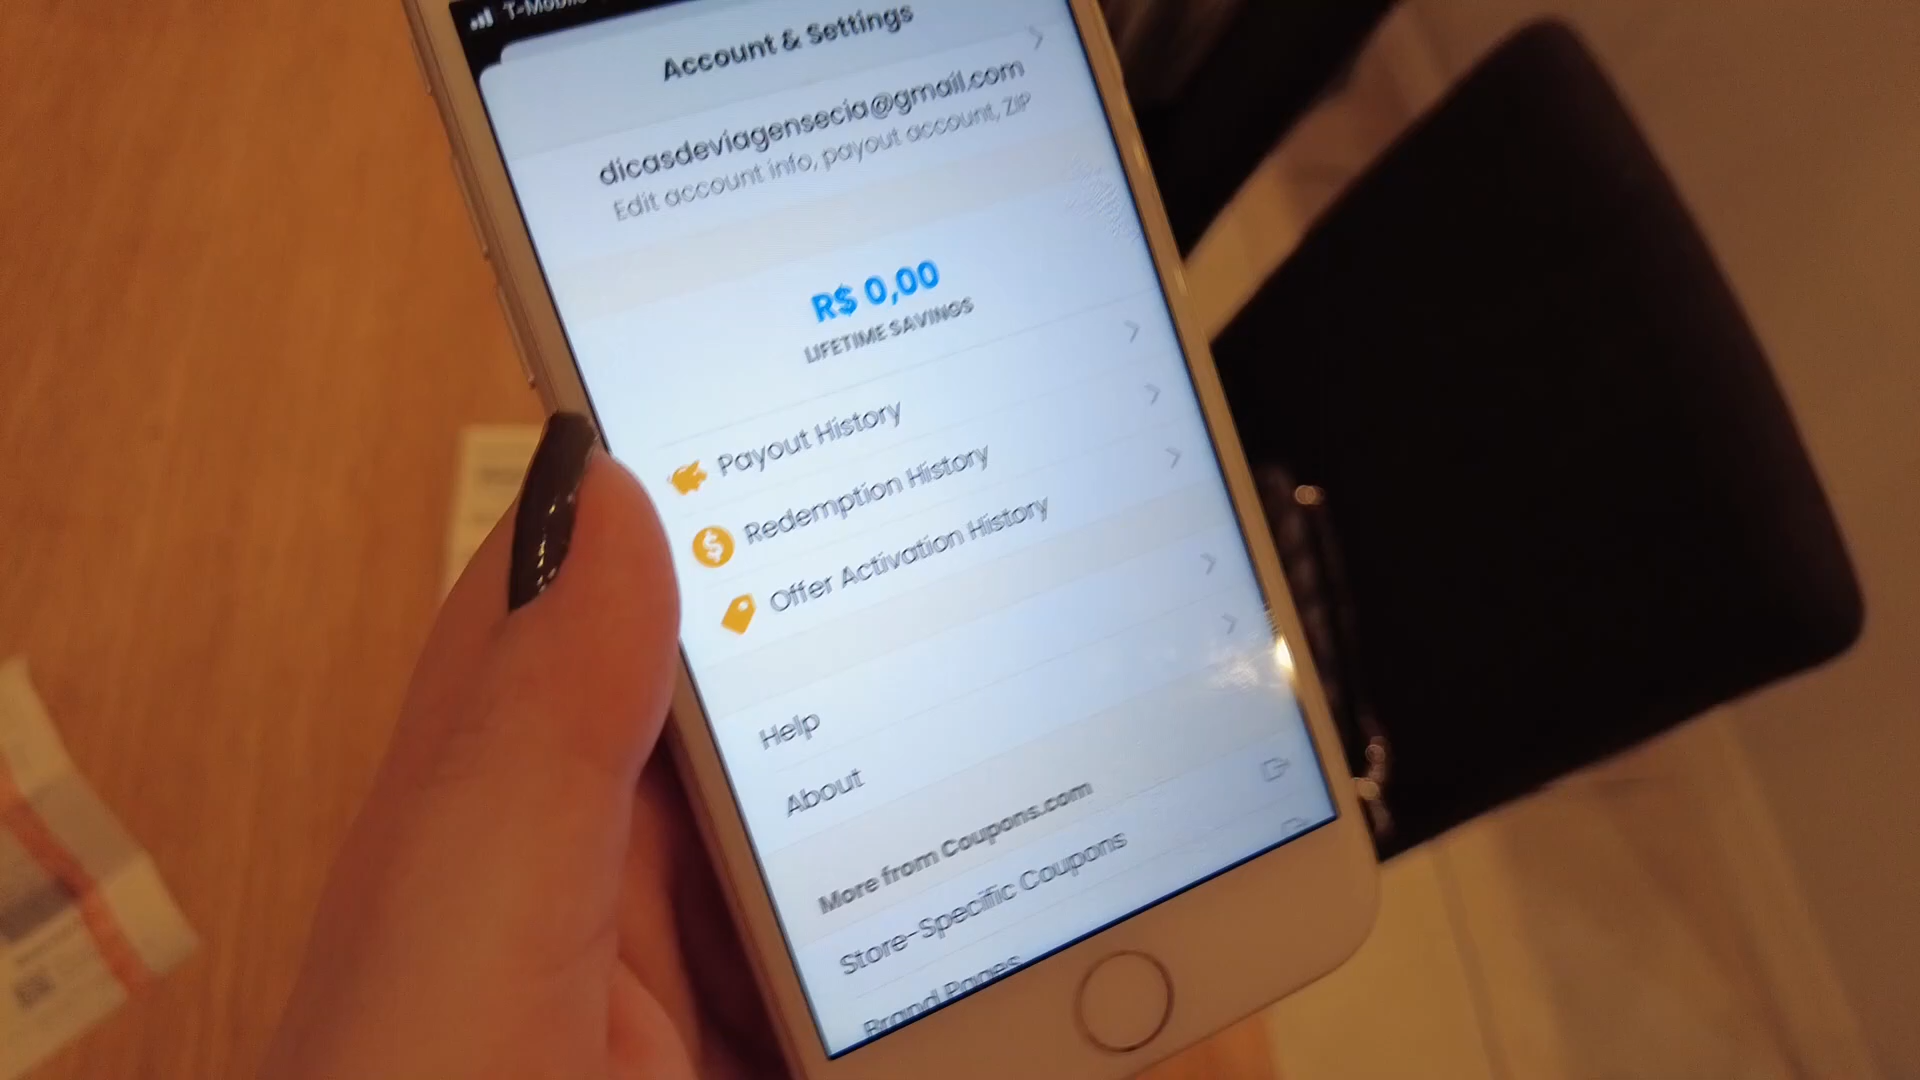 T-Mobile
Account & Settings
dicasdeviagensecia@gmail.com
Edit account info, payout account, ZIP
R$ 0,00
LIFETIME SAVINGS
Payout History
Redemption History
Offer Activation History
Help
About
More from Coupons.com
Store-Specific Coupons
Brand Pages